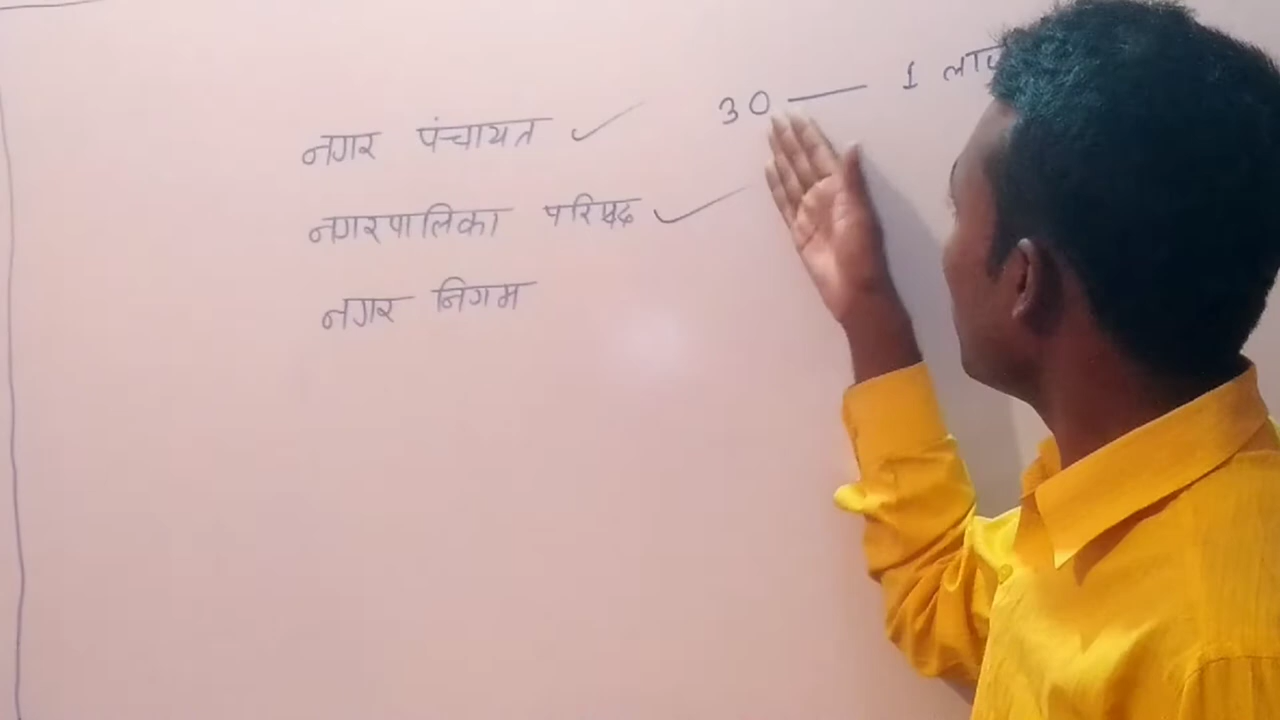 30 — 1
नगर पंचायत ✓
नगरपालिका परिषद ✓
नगर निगम